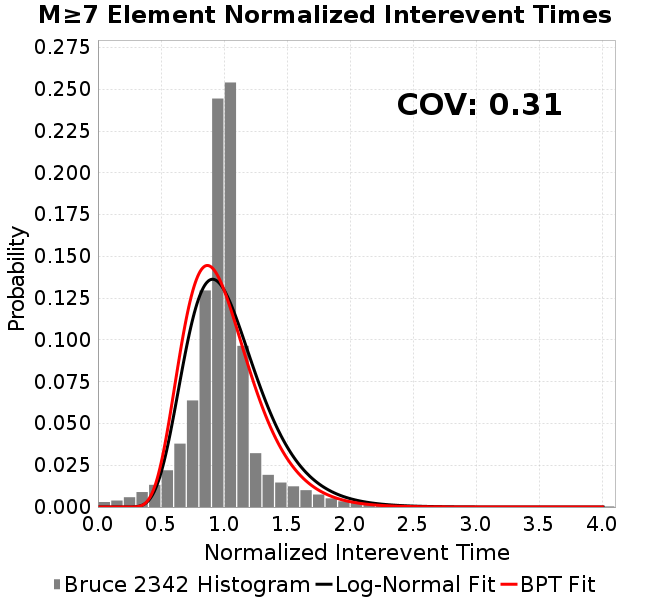 M≥7 Element Normalized Interevent Times
COV: 0.31
Probability
0.275
0.250
0.225
0.200
0.175
0.150
0.125
0.100
0.075
0.050
0.025
0.000
0.0 0.5 1.0 1.5 2.0 2.5 3.0 3.5 4.0
Normalized Interevent Time
Bruce 2342 Histogram Log-Normal Fit BPT Fit